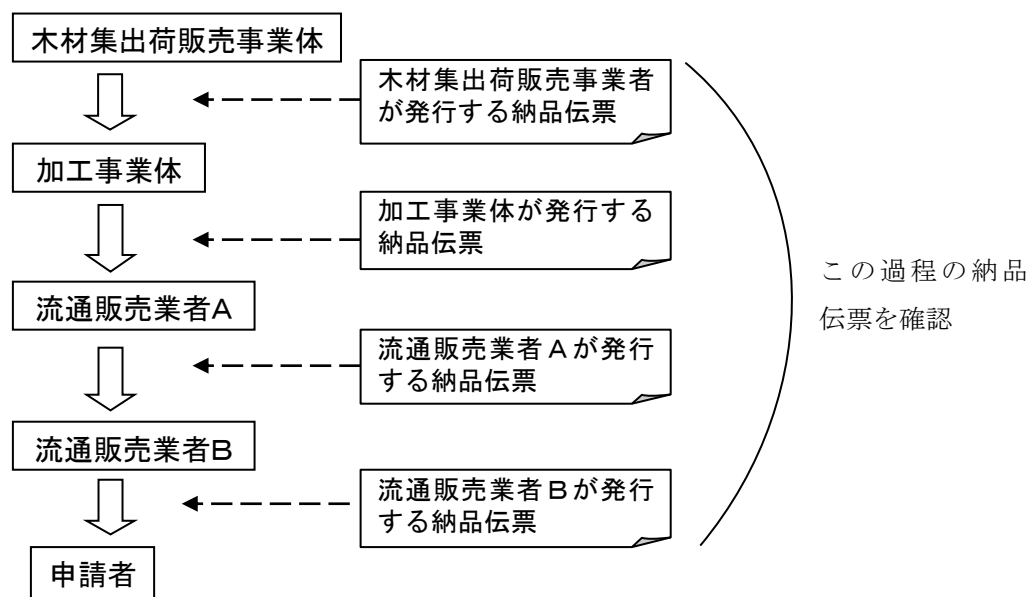 木材集出荷販売事業体
木材集出荷販売事業者
が発行する納品伝票
加工事業体
加工事業体が発行する
納品伝票
この過程の納品
伝票を確認
流通販売業者A
流通販売業者Aが発行
する納品伝票
流通販売業者B
流通販売業者Bが発行
する納品伝票
申請者